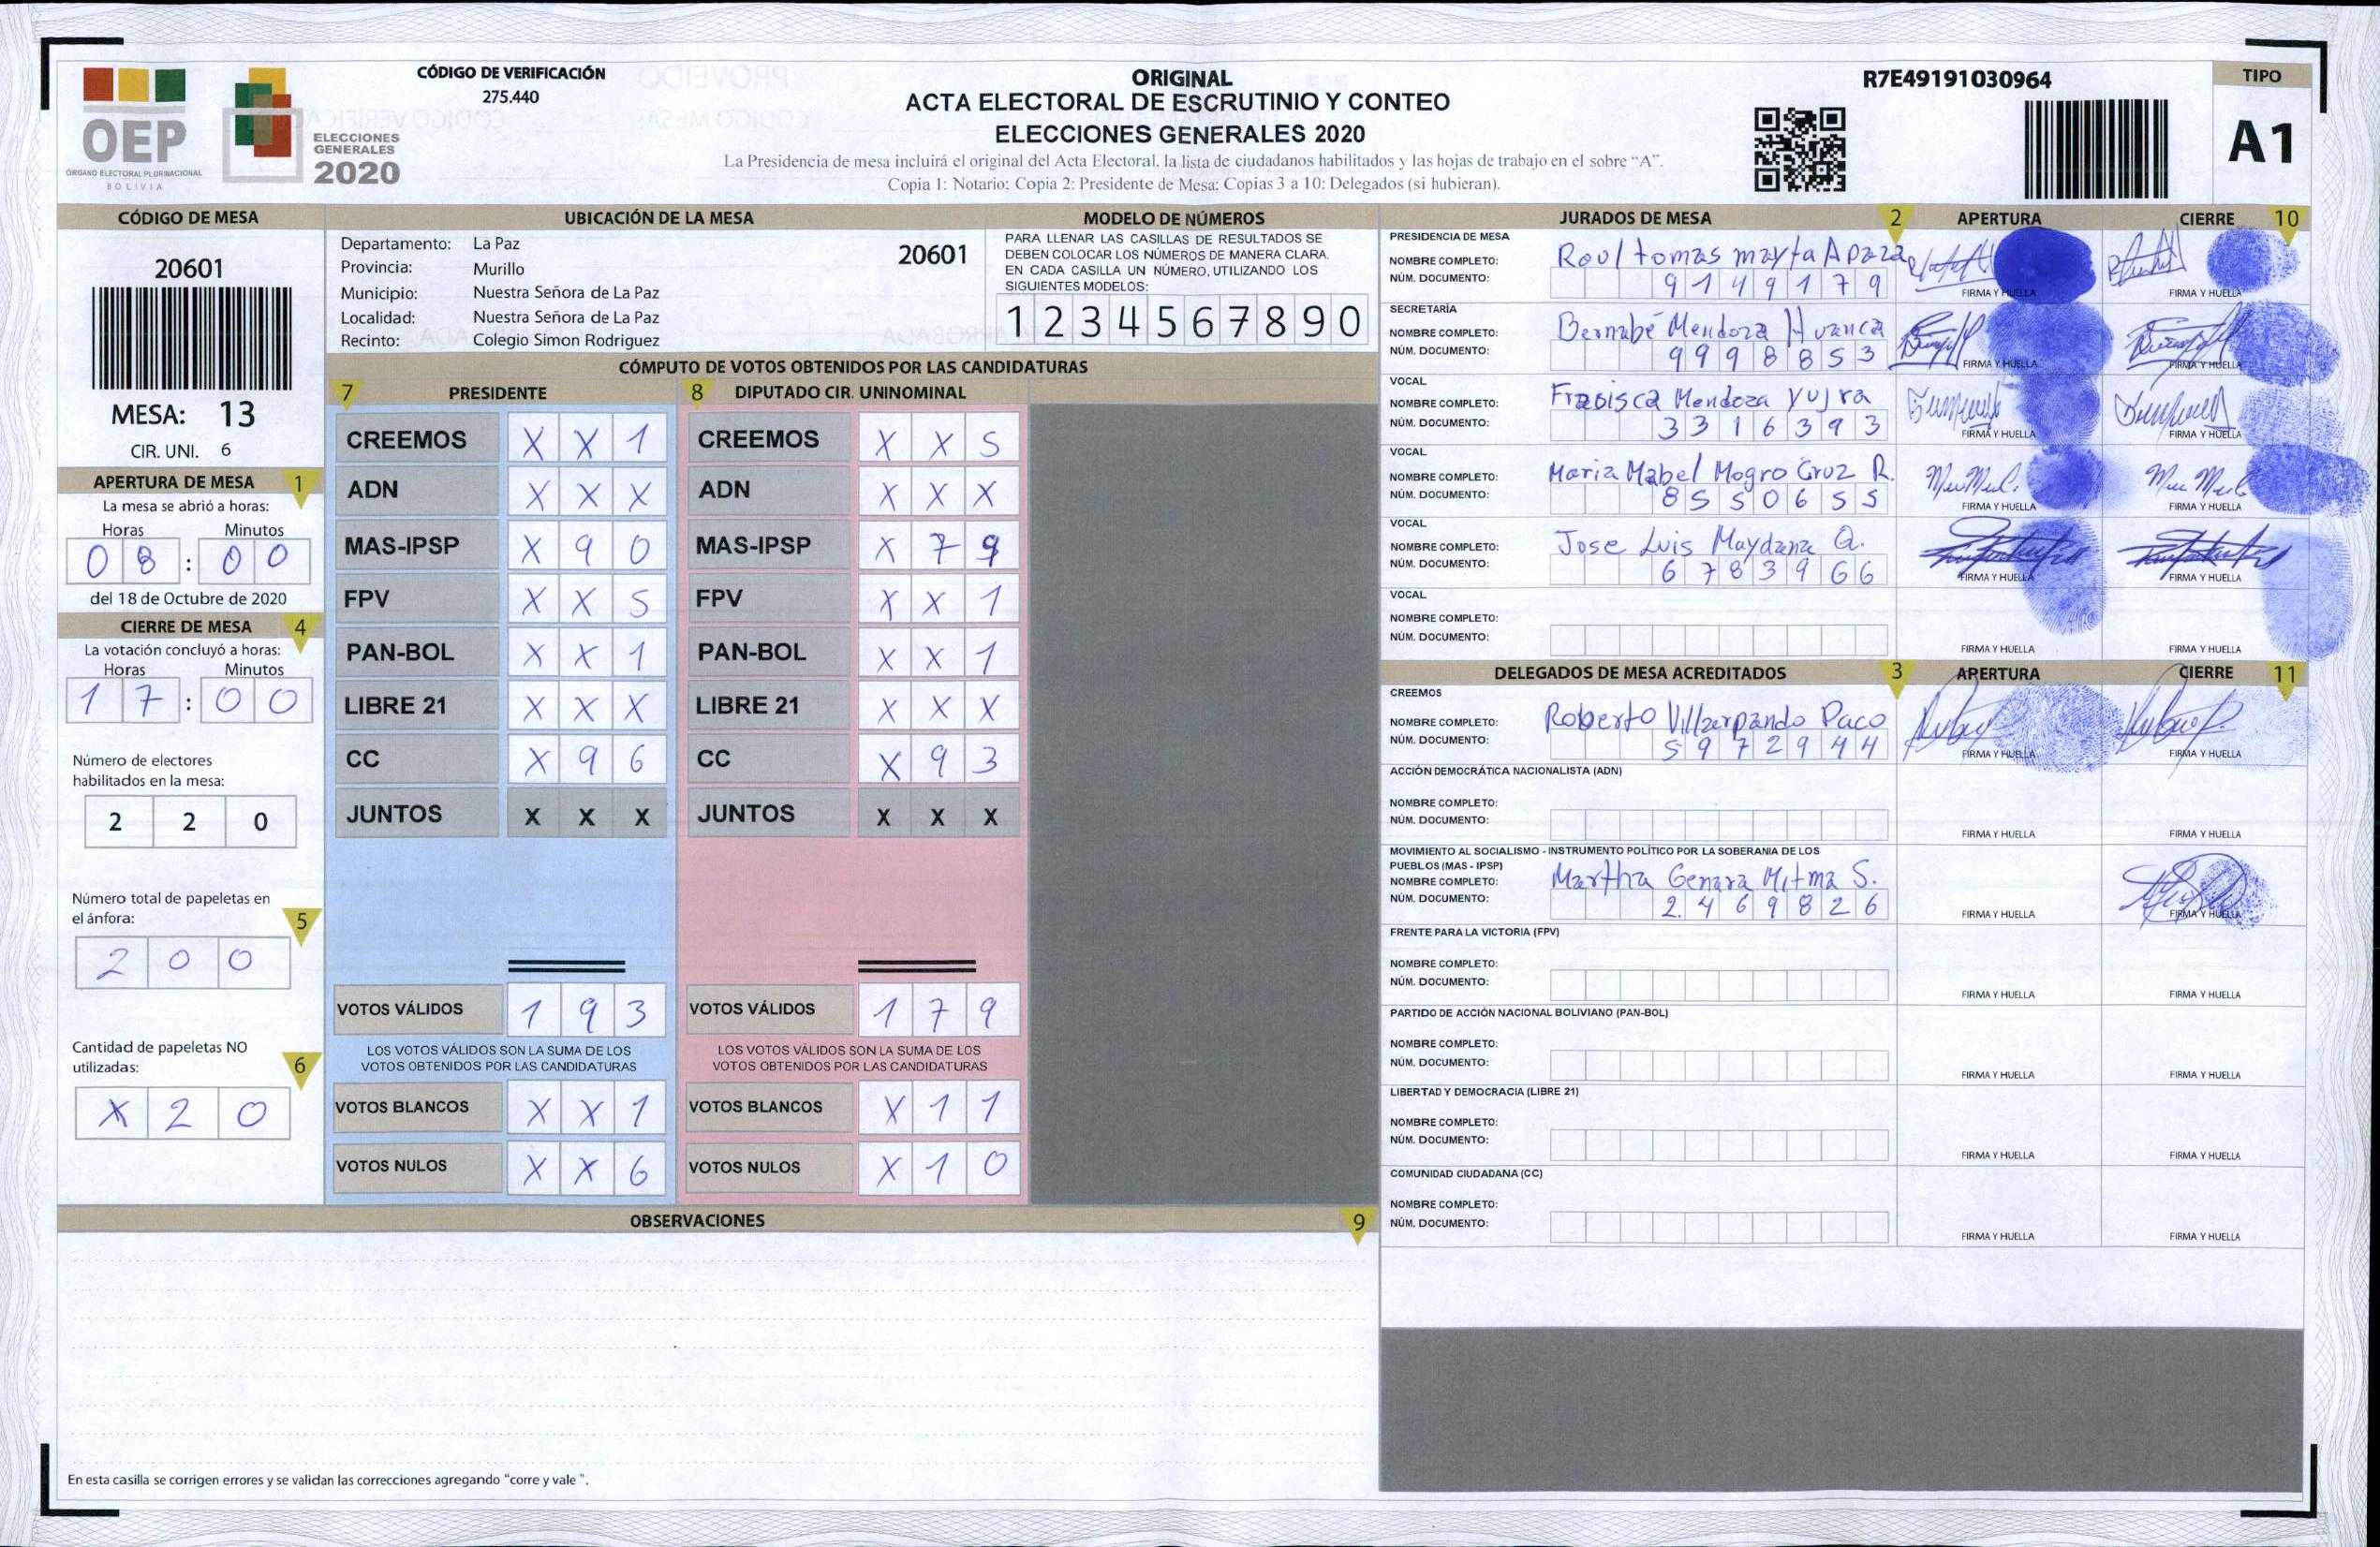 OEP
ÓRGANO ELECTORAL PLURINACIONAL
BOLIVIA
ELECCIONES
GENERALES
2020
CÓDIGO DE VERIFICACIÓN
275.440
ORIGINAL
ACTA ELECTORAL DE ESCRUTINIO Y CONTEO
ELECCIONES GENERALES 2020
La Presidencia de mesa incluirá el original del Acta Electoral, la lista de ciudadanos habilitados y las hojas de trabajo en el sobre “A”.
Copia 1: Notario; Copia 2: Presidente de Mesa; Copias 3 a 10: Delegados (si hubieran).
R7E49191030964
TIPO
A1
CÓDIGO DE MESA
20601
MESA: 13
CIR. UNI. 6
APERTURA DE MESA 1
La mesa se abrió a horas:
Horas Minutos
0 8 : 0 0
del 18 de Octubre de 2020
CIERRE DE MESA 4
La votación concluyó a horas:
Horas Minutos
1 7 : 0 0
Número de electores
habilitados en la mesa:
2 2 0
Número total de papeletas en
el ánfora: 5
2 0 0
Cantidad de papeletas NO
utilizadas: 6
X 2 0
UBICACIÓN DE LA MESA
Departamento: La Paz
20601
Provincia: Murillo
Municipio: Nuestra Señora de La Paz
Localidad: Nuestra Señora de La Paz
Recinto: Colegio Simon Rodriguez
MODELO DE NÚMEROS
PARA LLENAR LAS CASILLAS DE RESULTADOS SE
DEBEN COLOCAR LOS NÚMEROS DE MANERA CLARA.
EN CADA CASILLA UN NÚMERO, UTILIZANDO LOS
SIGUIENTES MODELOS:
1 2 3 4 5 6 7 8 9 0
CÓMPUTO DE VOTOS OBTENIDOS POR LAS CANDIDATURAS
7 PRESIDENTE
CREEMOS X X 1
ADN X X X
MAS-IPSP X 9 0
FPV X X 5
PAN-BOL X X 1
LIBRE 21 X X X
CC X 9 6
JUNTOS X X X
VOTOS VÁLIDOS 1 9 3
LOS VOTOS VÁLIDOS SON LA SUMA DE LOS
VOTOS OBTENIDOS POR LAS CANDIDATURAS
VOTOS BLANCOS X X 1
VOTOS NULOS X X 6
8 DIPUTADO CIR. UNINOMINAL
CREEMOS X X 5
ADN X X X
MAS-IPSP X 7 9
FPV X X 1
PAN-BOL X X 1
LIBRE 21 X X X
CC X 9 3
JUNTOS X X X
VOTOS VÁLIDOS 1 7 9
LOS VOTOS VÁLIDOS SON LA SUMA DE LOS
VOTOS OBTENIDOS POR LAS CANDIDATURAS
VOTOS BLANCOS X 1 1
VOTOS NULOS X 1 0
OBSERVACIONES 9
En esta casilla se corrigen errores y se validan las correcciones agregando "corre y vale ".
JURADOS DE MESA 2 APERTURA CIERRE 10
PRESIDENCIA DE MESA
NOMBRE COMPLETO: Raul tomas mayta Apaza
NÚM. DOCUMENTO: 9 1 4 9 1 7 9
FIRMA Y HUELLA FIRMA Y HUELLA
SECRETARÍA
NOMBRE COMPLETO: Bernabé Mendoza Huanca
NÚM. DOCUMENTO: 9 9 9 8 8 5 3
FIRMA Y HUELLA FIRMA Y HUELLA
VOCAL
NOMBRE COMPLETO: Mendoza Yujra
NÚM. DOCUMENTO: 3 3 1 6 3 9 3
FIRMA Y HUELLA FIRMA Y HUELLA
VOCAL
NOMBRE COMPLETO: Maria Mabel Mogro Cruz R.
NÚM. DOCUMENTO: 8 5 5 0 6 5 5
FIRMA Y HUELLA FIRMA Y HUELLA
VOCAL
NOMBRE COMPLETO: Jose Luis Maydana Q.
NÚM. DOCUMENTO: 6 7 8 3 9 6 6
FIRMA Y HUELLA FIRMA Y HUELLA
VOCAL
NOMBRE COMPLETO:
NÚM. DOCUMENTO:
FIRMA Y HUELLA FIRMA Y HUELLA
DELEGADOS DE MESA ACREDITADOS 3 APERTURA CIERRE 11
CREEMOS
NOMBRE COMPLETO: Roberto Villarpando Paco
NÚM. DOCUMENTO: 5 9 7 2 9 4 4
FIRMA Y HUELLA FIRMA Y HUELLA
ACCIÓN DEMOCRÁTICA NACIONALISTA (ADN)
NOMBRE COMPLETO:
NÚM. DOCUMENTO:
FIRMA Y HUELLA FIRMA Y HUELLA
MOVIMIENTO AL SOCIALISMO - INSTRUMENTO POLÍTICO POR LA SOBERANIA DE LOS
PUEBLOS (MAS - IPSP)
NOMBRE COMPLETO: Martha Genara Mitma S.
NÚM. DOCUMENTO: 2 4 6 9 8 2 6
FIRMA Y HUELLA FIRMA Y HUELLA
FRENTE PARA LA VICTORIA (FPV)
NOMBRE COMPLETO:
NÚM. DOCUMENTO:
FIRMA Y HUELLA FIRMA Y HUELLA
PARTIDO DE ACCIÓN NACIONAL BOLIVIANO (PAN-BOL)
NOMBRE COMPLETO:
NÚM. DOCUMENTO:
FIRMA Y HUELLA FIRMA Y HUELLA
LIBERTAD Y DEMOCRACIA (LIBRE 21)
NOMBRE COMPLETO:
NÚM. DOCUMENTO:
FIRMA Y HUELLA FIRMA Y HUELLA
COMUNIDAD CIUDADANA (CC)
NOMBRE COMPLETO:
NÚM. DOCUMENTO:
FIRMA Y HUELLA FIRMA Y HUELLA